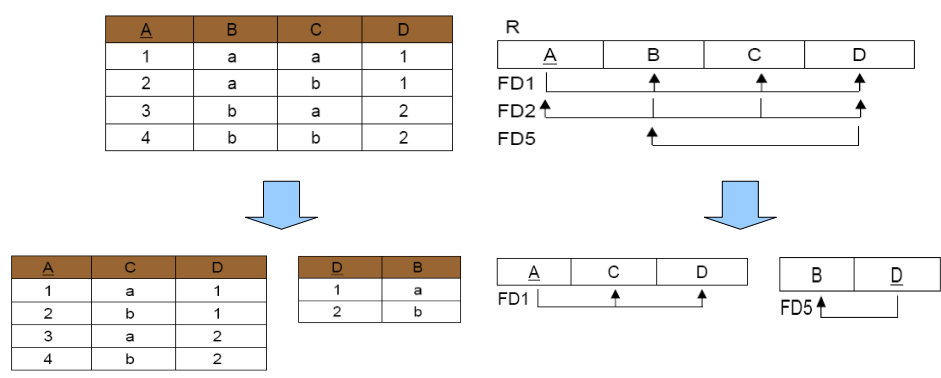 A B C D
1 a a 1
2 a b 1
3 b a 2
4 b b 2
R
A B C D
FD1
FD2
FD5
A C D
1 a 1
2 b 1
3 a 2
4 b 2
D B
1 a
2 b
A C D
FD1
B D
FD5